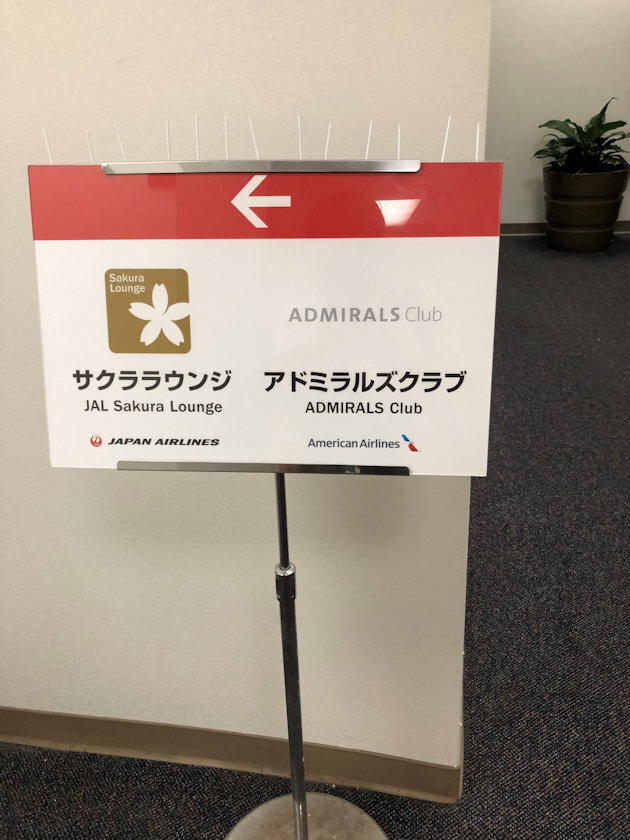 Sakura
Lounge
ADMIRALS Club
サクララウンジ
アドミラルズクラブ
JAL Sakura Lounge
ADMIRALS Club
JAPAN AIRLINES
American Airlines